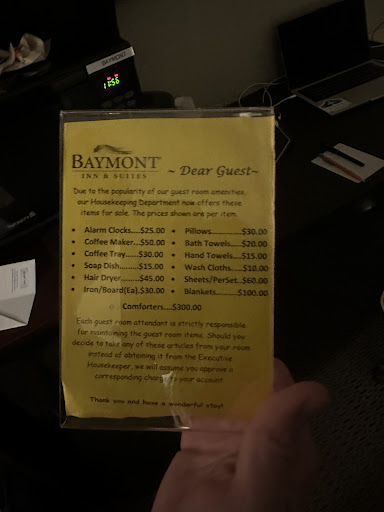 BAYMONT
11:56
BAYMONT
INN & SUITES
~ Dear Guest~
Due to the popularity of our guest room amenities,
our Housekeeping Department now offers these
items for sale. The prices shown are per item.
• Alarm Clocks....$25.00
• Coffee Maker...$50.00
• Coffee Tray......$30.00
• Soap Dish........$15.00
• Hair Dryer........$45.00
• Iron/Board(Ea).$30.00
• Pillows.............$30.00
• Bath Towels.....$20.00
• Hand Towels....$15.00
• Wash Cloths.....$10.00
• Sheets/PerSet..$60.00
• Blankets..........$100.00
○ Comforters....$300.00
Each guest room attendant is strictly responsible
for maintaining the guest room items. Should you
decide to take any of these articles from your room
instead of obtaining it from the Executive
Housekeeper, we will assume you approve a
corresponding charge to your account
Thank you and have a wonderful stay!